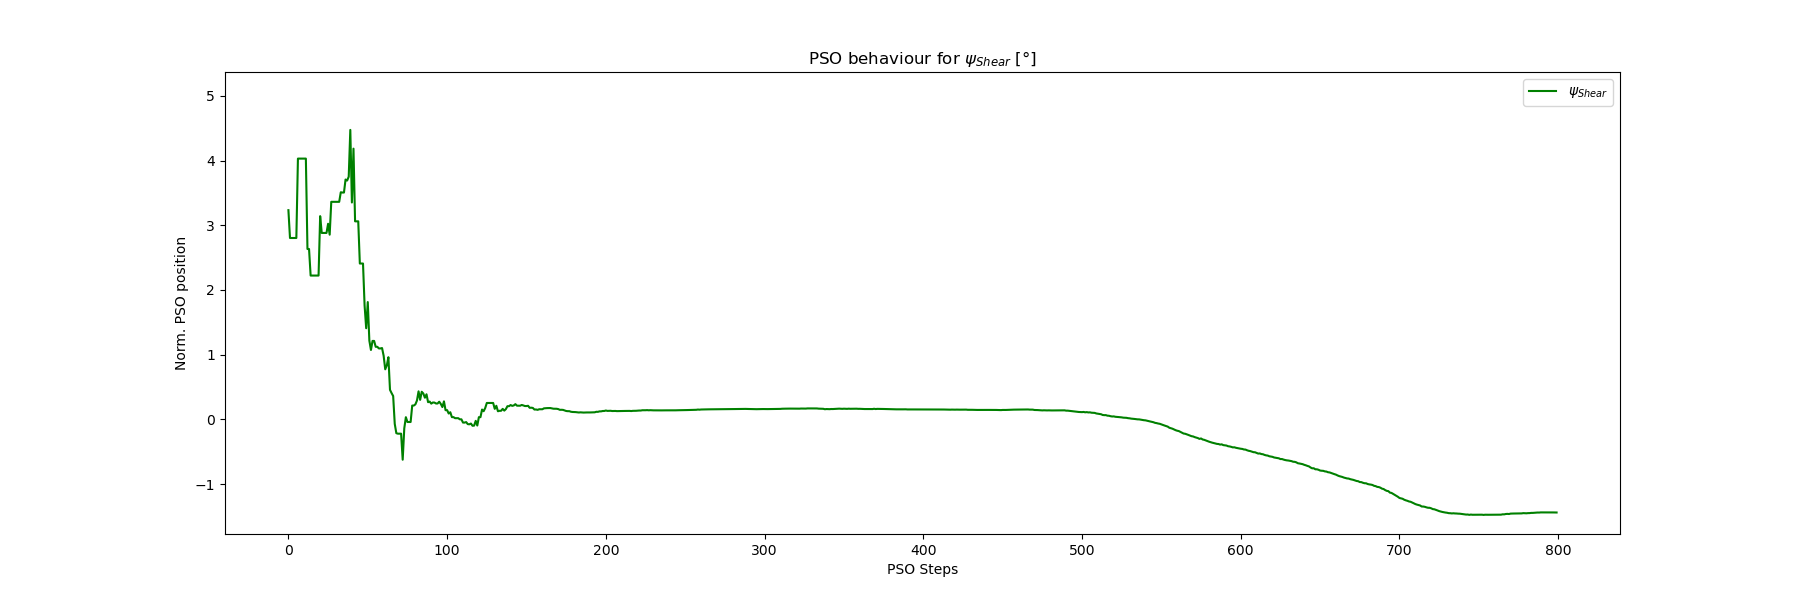 PSO behaviour for ψShear [°]
ψShear
5
4
3
2
1
0
−1
Norm. PSO position
0 100 200 300 400 500 600 700 800
PSO Steps